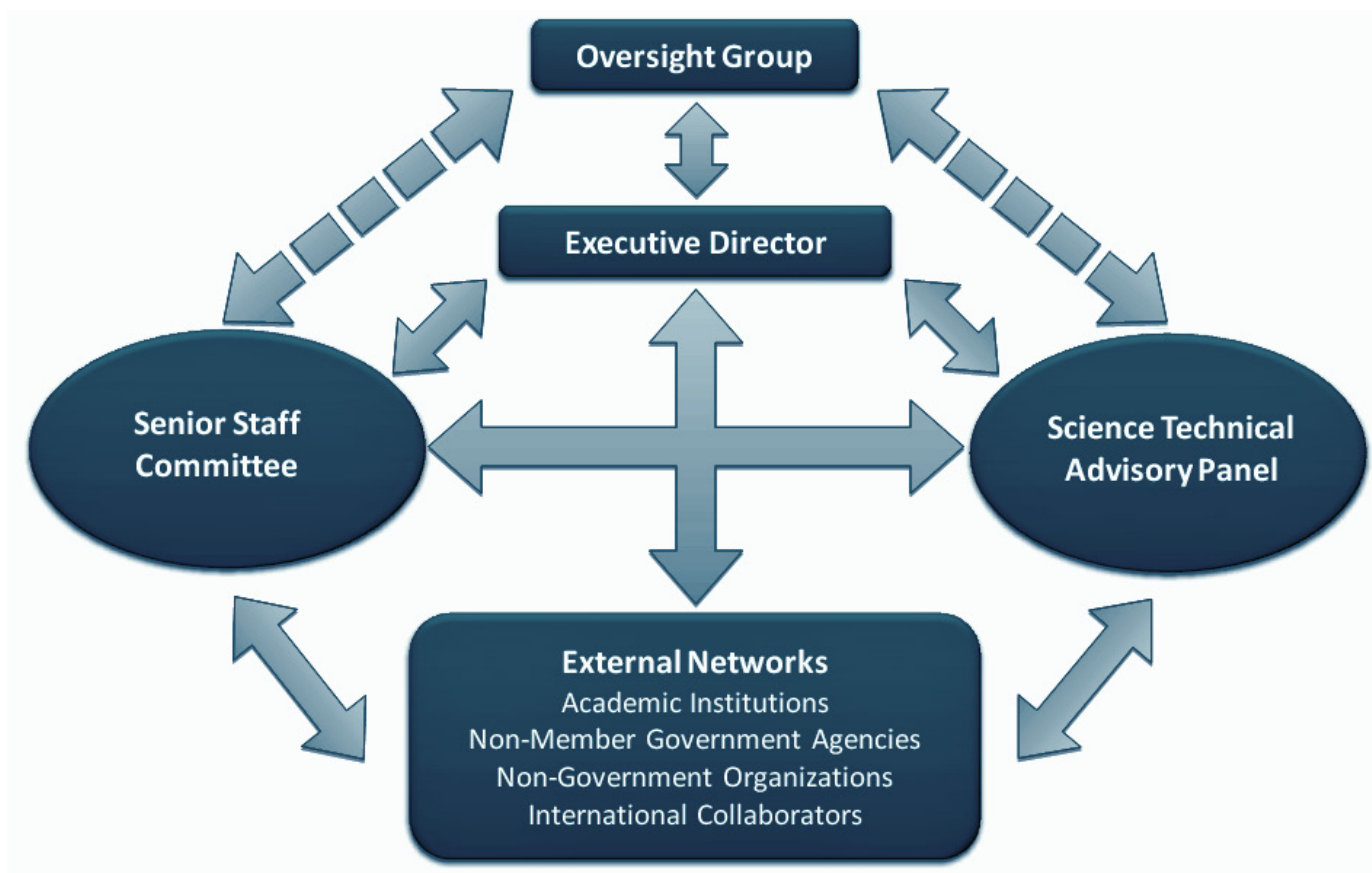 Oversight Group
Executive Director
Senior Staff
Committee
Science Technical
Advisory Panel
External Networks
Academic Institutions
Non-Member Government Agencies
Non-Government Organizations
International Collaborators